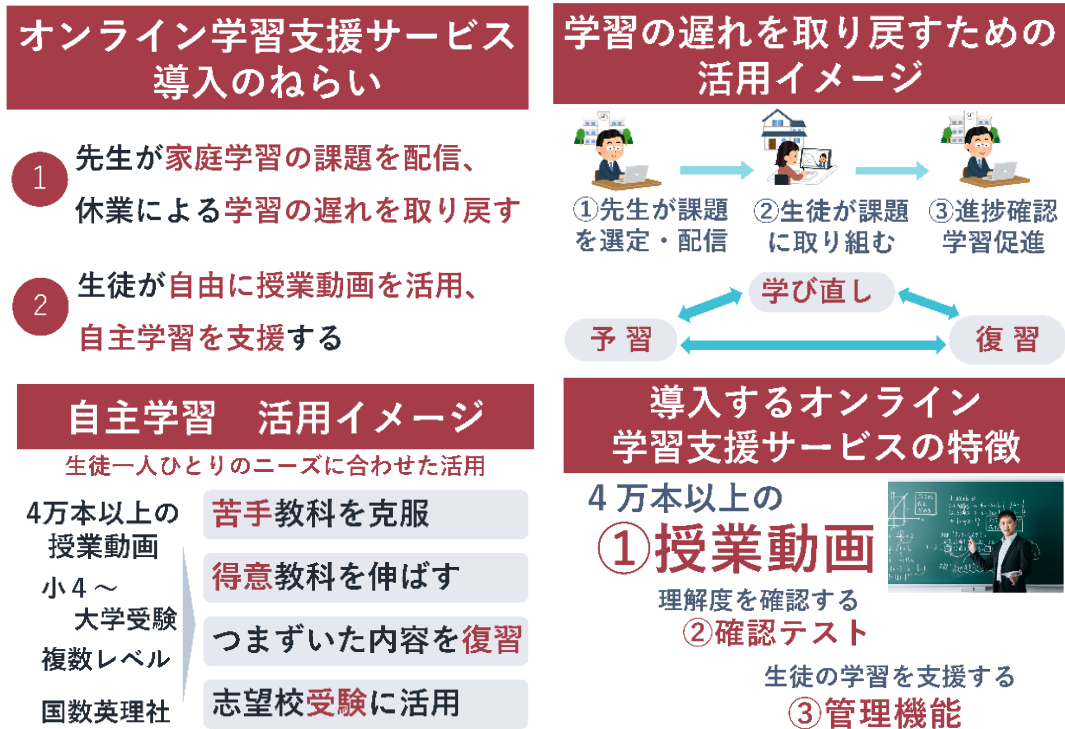 オンライン学習支援サービス
導入のねらい
1
先生が家庭学習の課題を配信、
休業による学習の遅れを取り戻す
2
生徒が自由に授業動画を活用、
自主学習を支援する
学習の遅れを取り戻すための
活用イメージ
①先生が課題
を選定・配信
②生徒が課題
に取り組む
③進捗確認
学習促進
学び直し
予習
復習
自主学習 活用イメージ
生徒一人ひとりのニーズに合わせた活用
4万本以上の
授業動画
小4～
大学受験
複数レベル
国数英理社
苦手教科を克服
得意教科を伸ばす
つまずいた内容を復習
志望校受験に活用
導入するオンライン
学習支援サービスの特徴
4万本以上の
①授業動画
理解度を確認する
②確認テスト
生徒の学習を支援する
③管理機能